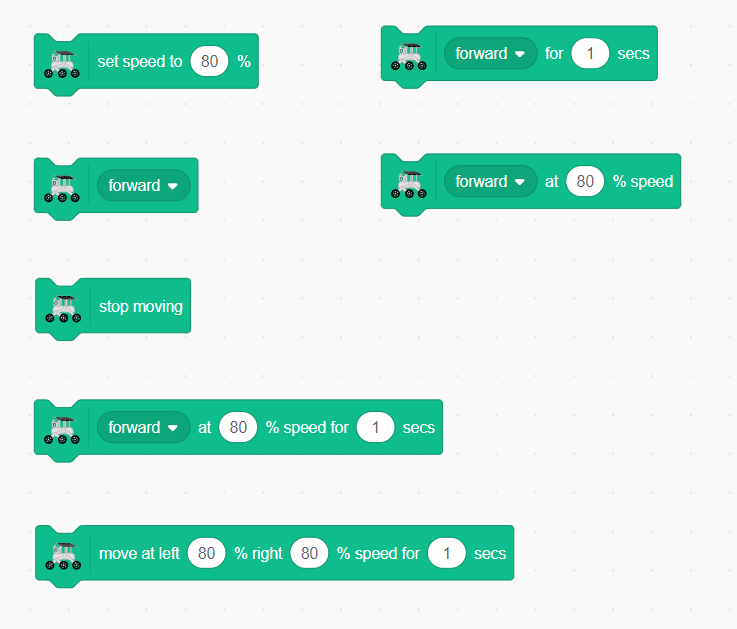 set speed to 80 %
forward for 1 secs
forward
forward at 80 % speed
stop moving
forward at 80 % speed for 1 secs
move at left 80 % right 80 % speed for 1 secs